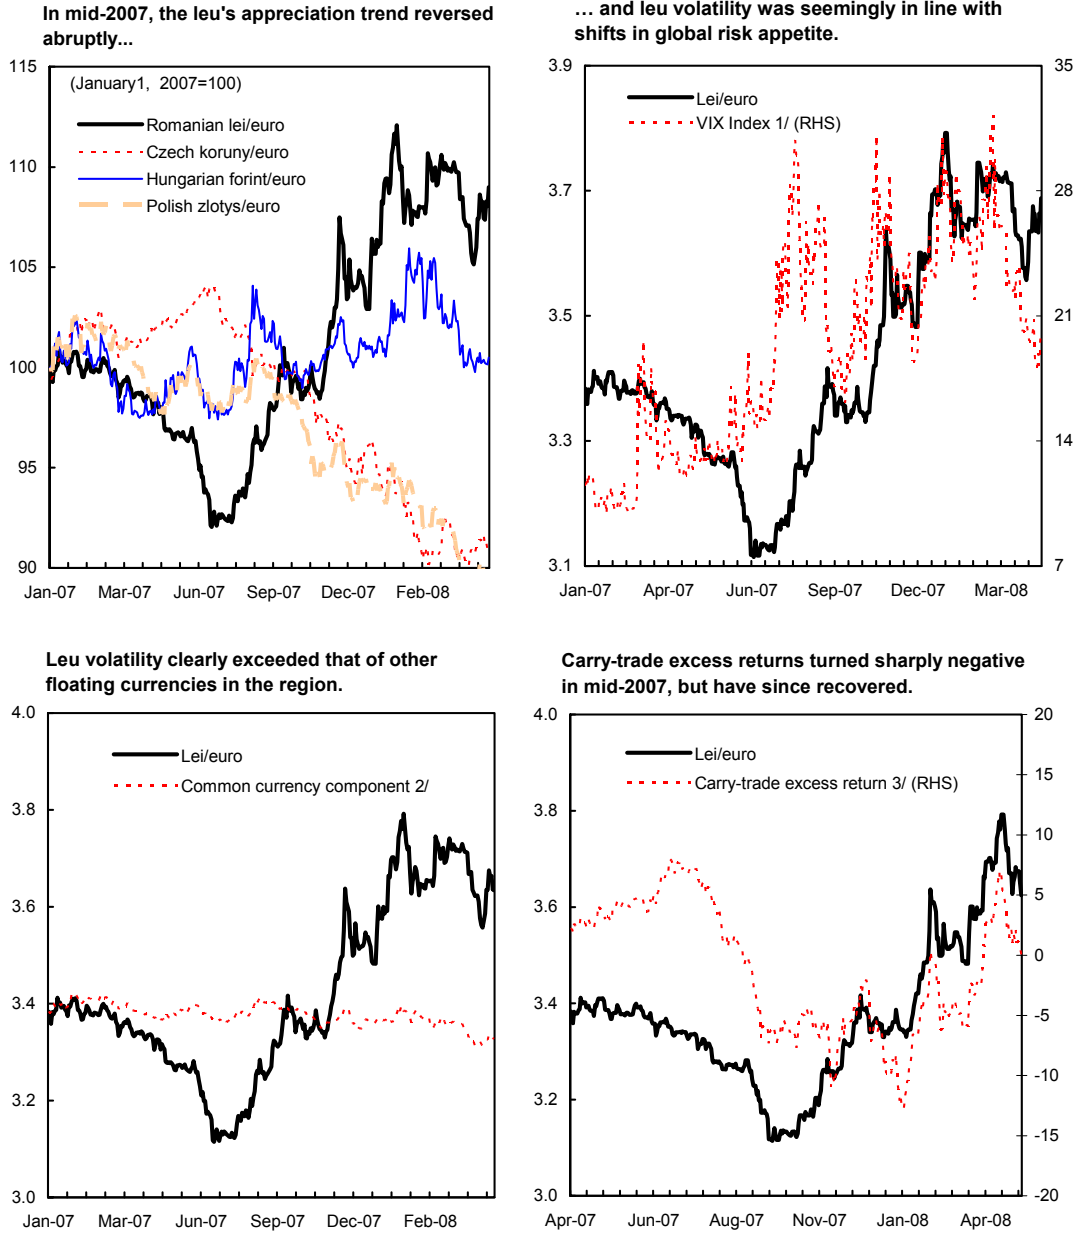 In mid-2007, the leu's appreciation trend reversed
abruptly...
115
110
105
100
95
90
(January1, 2007=100)
Romanian lei/euro
Czech koruny/euro
Hungarian forint/euro
Polish zlotys/euro
Jan-07 Mar-07 Jun-07 Sep-07 Dec-07 Feb-08
… and leu volatility was seemingly in line with
shifts in global risk appetite.
3.9
3.7
3.5
3.3
3.1
Lei/euro
VIX Index 1/ (RHS)
35
28
21
14
7
Jan-07 Apr-07 Jun-07 Sep-07 Dec-07 Mar-08
Leu volatility clearly exceeded that of other
floating currencies in the region.
4.0
3.8
3.6
3.4
3.2
3.0
Lei/euro
Common currency component 2/
Jan-07 Mar-07 Jun-07 Sep-07 Dec-07 Feb-08
Carry-trade excess returns turned sharply negative
in mid-2007, but have since recovered.
4.0
3.8
3.6
3.4
3.2
3.0
Lei/euro
Carry-trade excess return 3/ (RHS)
20
15
10
5
0
-5
-10
-15
-20
Apr-07 Jun-07 Aug-07 Nov-07 Jan-08 Apr-08